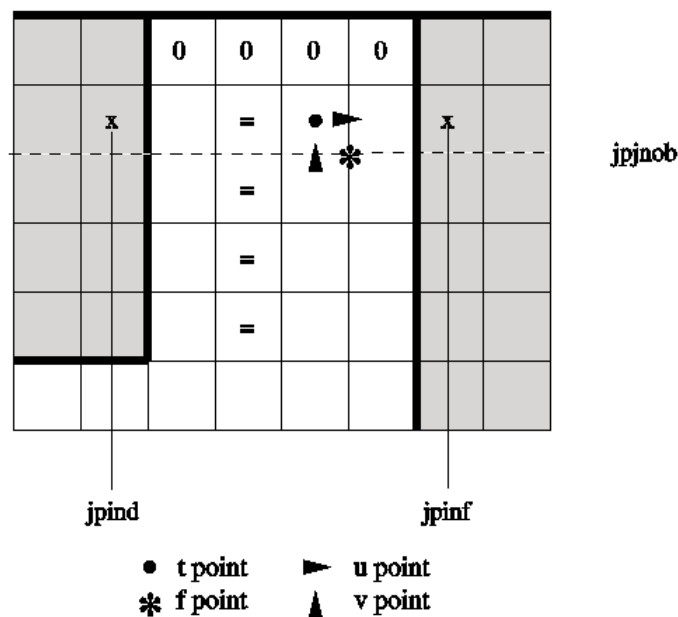 0 0 0 0
x = x
jpjnob
=
=
=
jpind jpinf
t point u point
f point v point